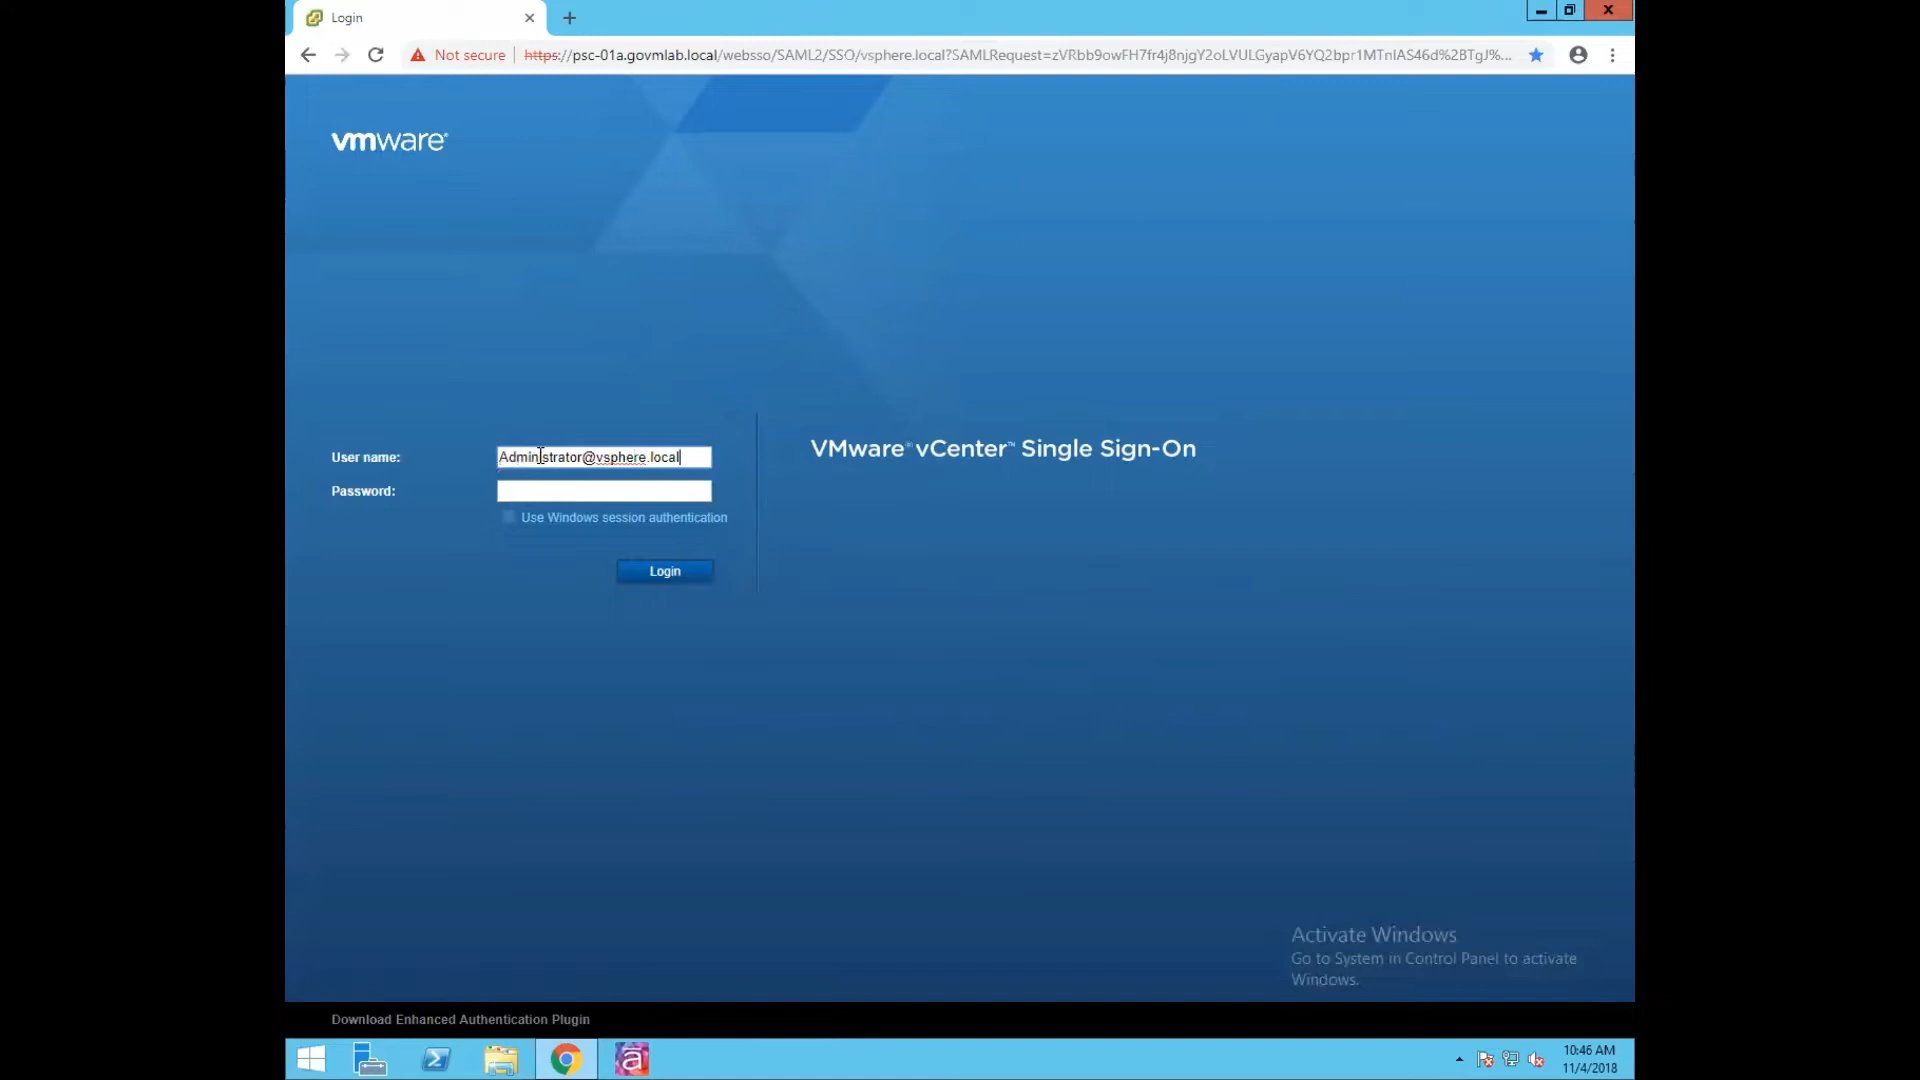 Login
Not secure
https://psc-01a.govmlab.local/websso/SAML2/SSO/vsphere.local?SAMLRequest=zVRbb9owFH7fr4j8njgY2oLVULGyapV6YQ2bpr1MTnIAS46d%2BTgJ%...
vmware®
User name:
Administrator@vsphere.local
VMware® vCenter™ Single Sign-On
Password:
Use Windows session authentication
Login
Activate Windows
Go to System in Control Panel to activate
Windows.
Download Enhanced Authentication Plugin
ā
10:46 AM
11/4/2018